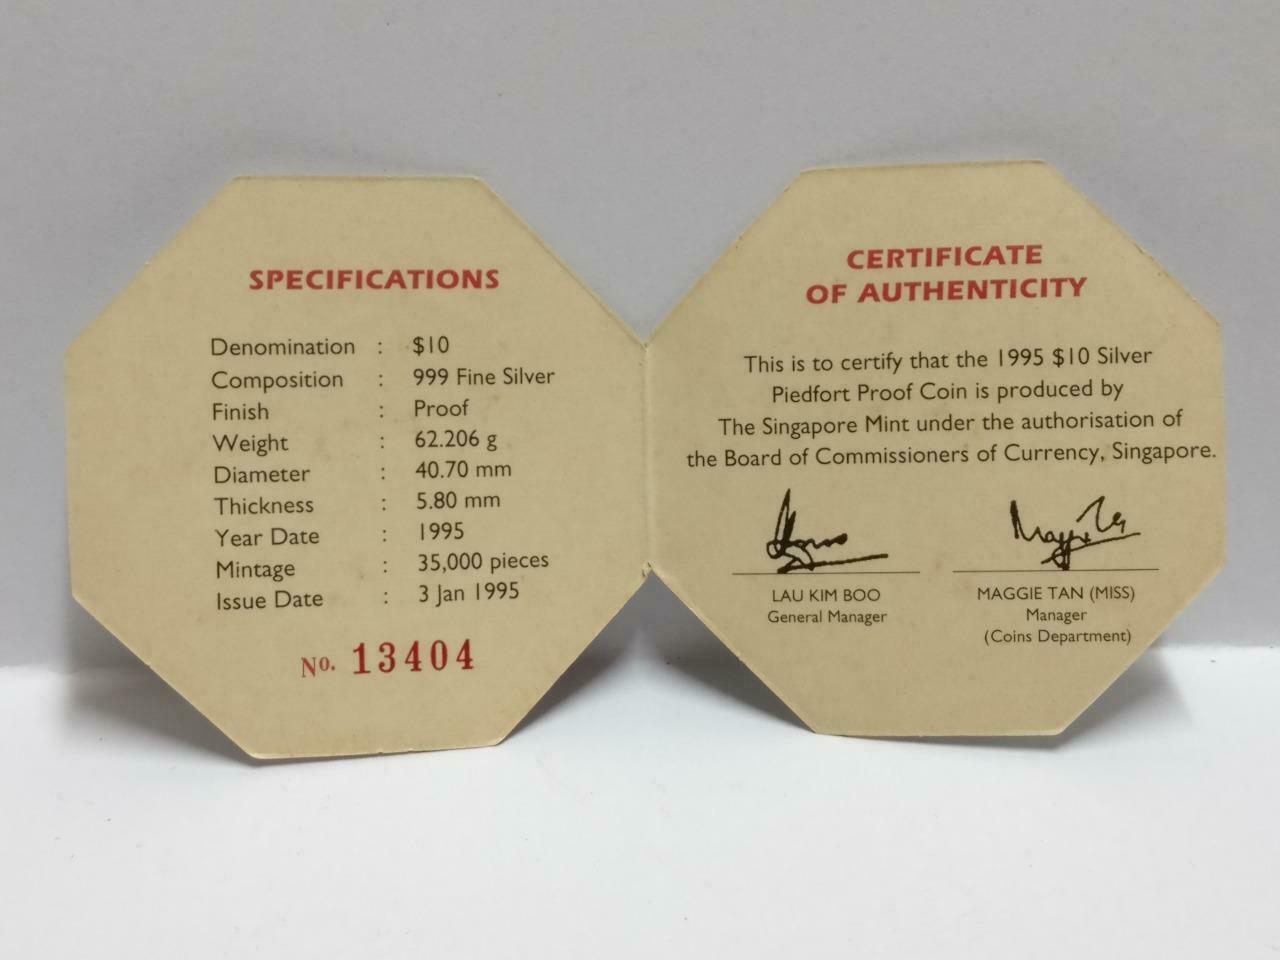 SPECIFICATIONS
Denomination : $10
Composition : 999 Fine Silver
Finish : Proof
Weight : 62.206 g
Diameter : 40.70 mm
Thickness : 5.80 mm
Year Date : 1995
Mintage : 35,000 pieces
Issue Date : 3 Jan 1995
No. 13404
CERTIFICATE
OF AUTHENTICITY
This is to certify that the 1995 $10 Silver
Piedfort Proof Coin is produced by
The Singapore Mint under the authorisation of
the Board of Commissioners of Currency, Singapore.
LAU KIM BOO
General Manager
MAGGIE TAN (MISS)
Manager
(Coins Department)